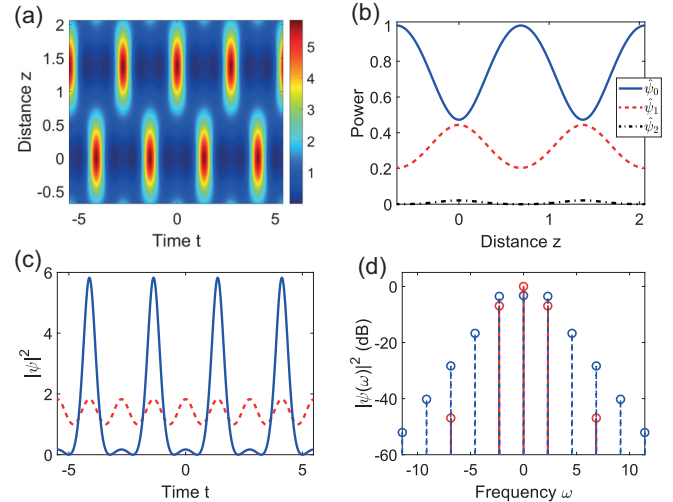 (a)
Distance z
2
1.5
1
0.5
0
-0.5
-5
0
5
Time t
5
4
3
2
1
(b)
Power
1
0.8
0.6
0.4
0.2
0
0
1
2
Distance z
ψ̂₀
ψ̂₁
ψ̂₂
(c)
|ψ|²
6
4
2
0
-5
0
5
Time t
(d)
|ψ(ω)|² (dB)
0
-20
-40
-60
-10
-5
0
5
10
Frequency ω